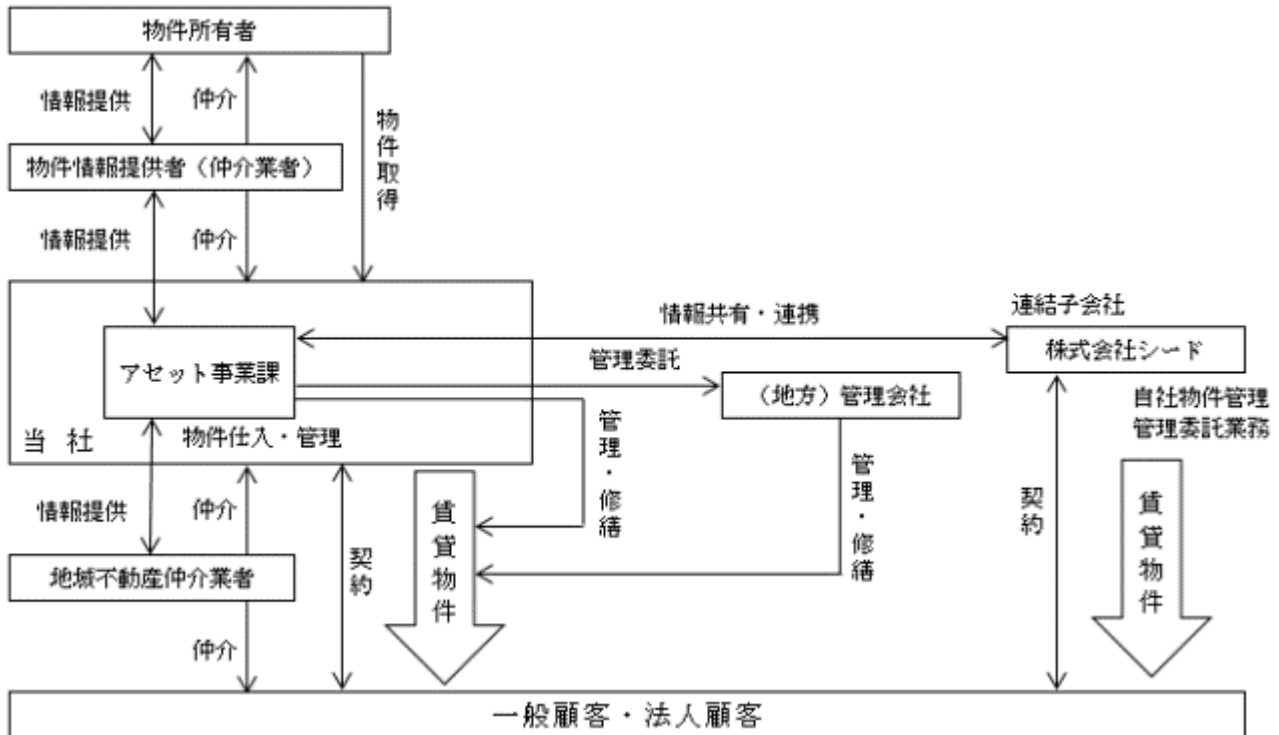 物件所有者
情報提供
仲介
物件取得
物件情報提供者（仲介業者）
情報提供
仲介
連結子会社
情報共有・連携
株式会社シード
アセット事業課
管理委託
（地方）管理会社
自社物件管理
管理委託業務
当 社
物件仕入・管理
管理・修繕
管理・修繕
情報提供
仲介
契約
賃貸物件
契約
賃貸物件
地域不動産仲介業者
仲介
一般顧客・法人顧客